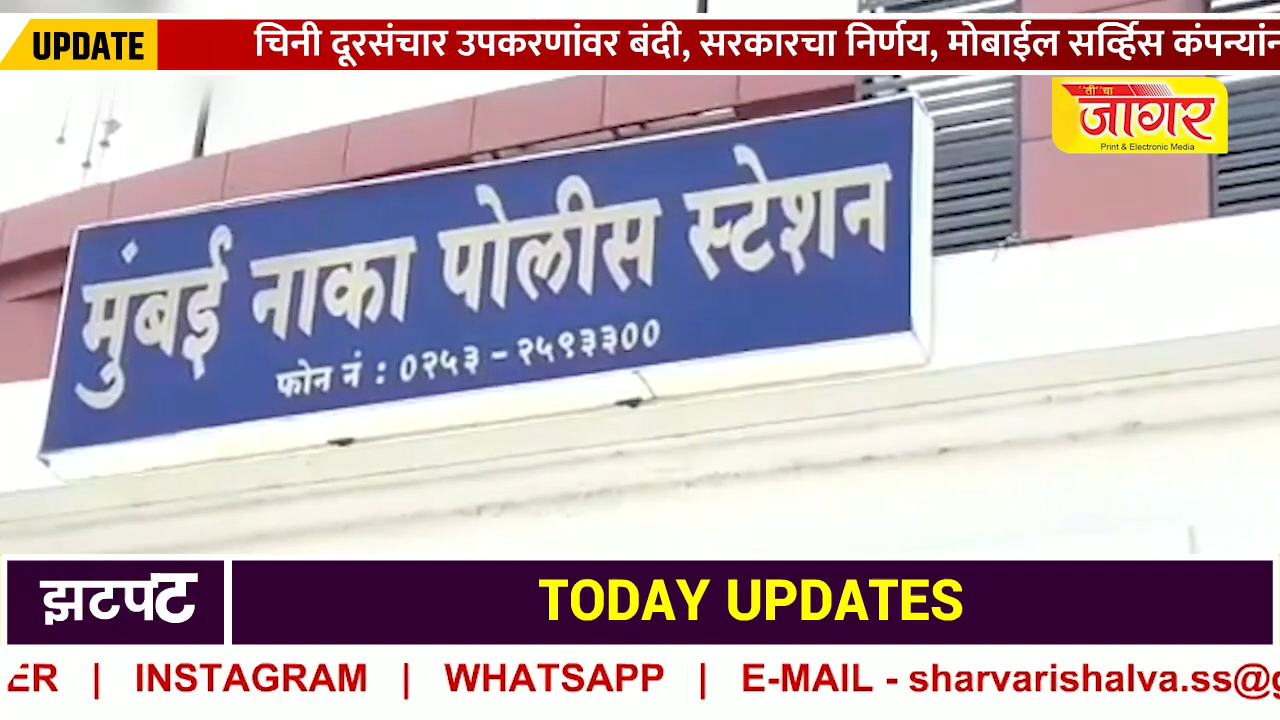 UPDATE
चिनी दूरसंचार उपकरणांवर बंदी, सरकारचा निर्णय, मोबाईल सर्व्हिस कंपन्यांन
"ती"चा
जागर
Print & Electronic Media
मुंबई नाका पोलीस स्टेशन
फोन नं : ०२५३ - २५९३३००
झटपट
TODAY UPDATES
ER | INSTAGRAM | WHATSAPP | E-MAIL - sharvarishalva.ss@g